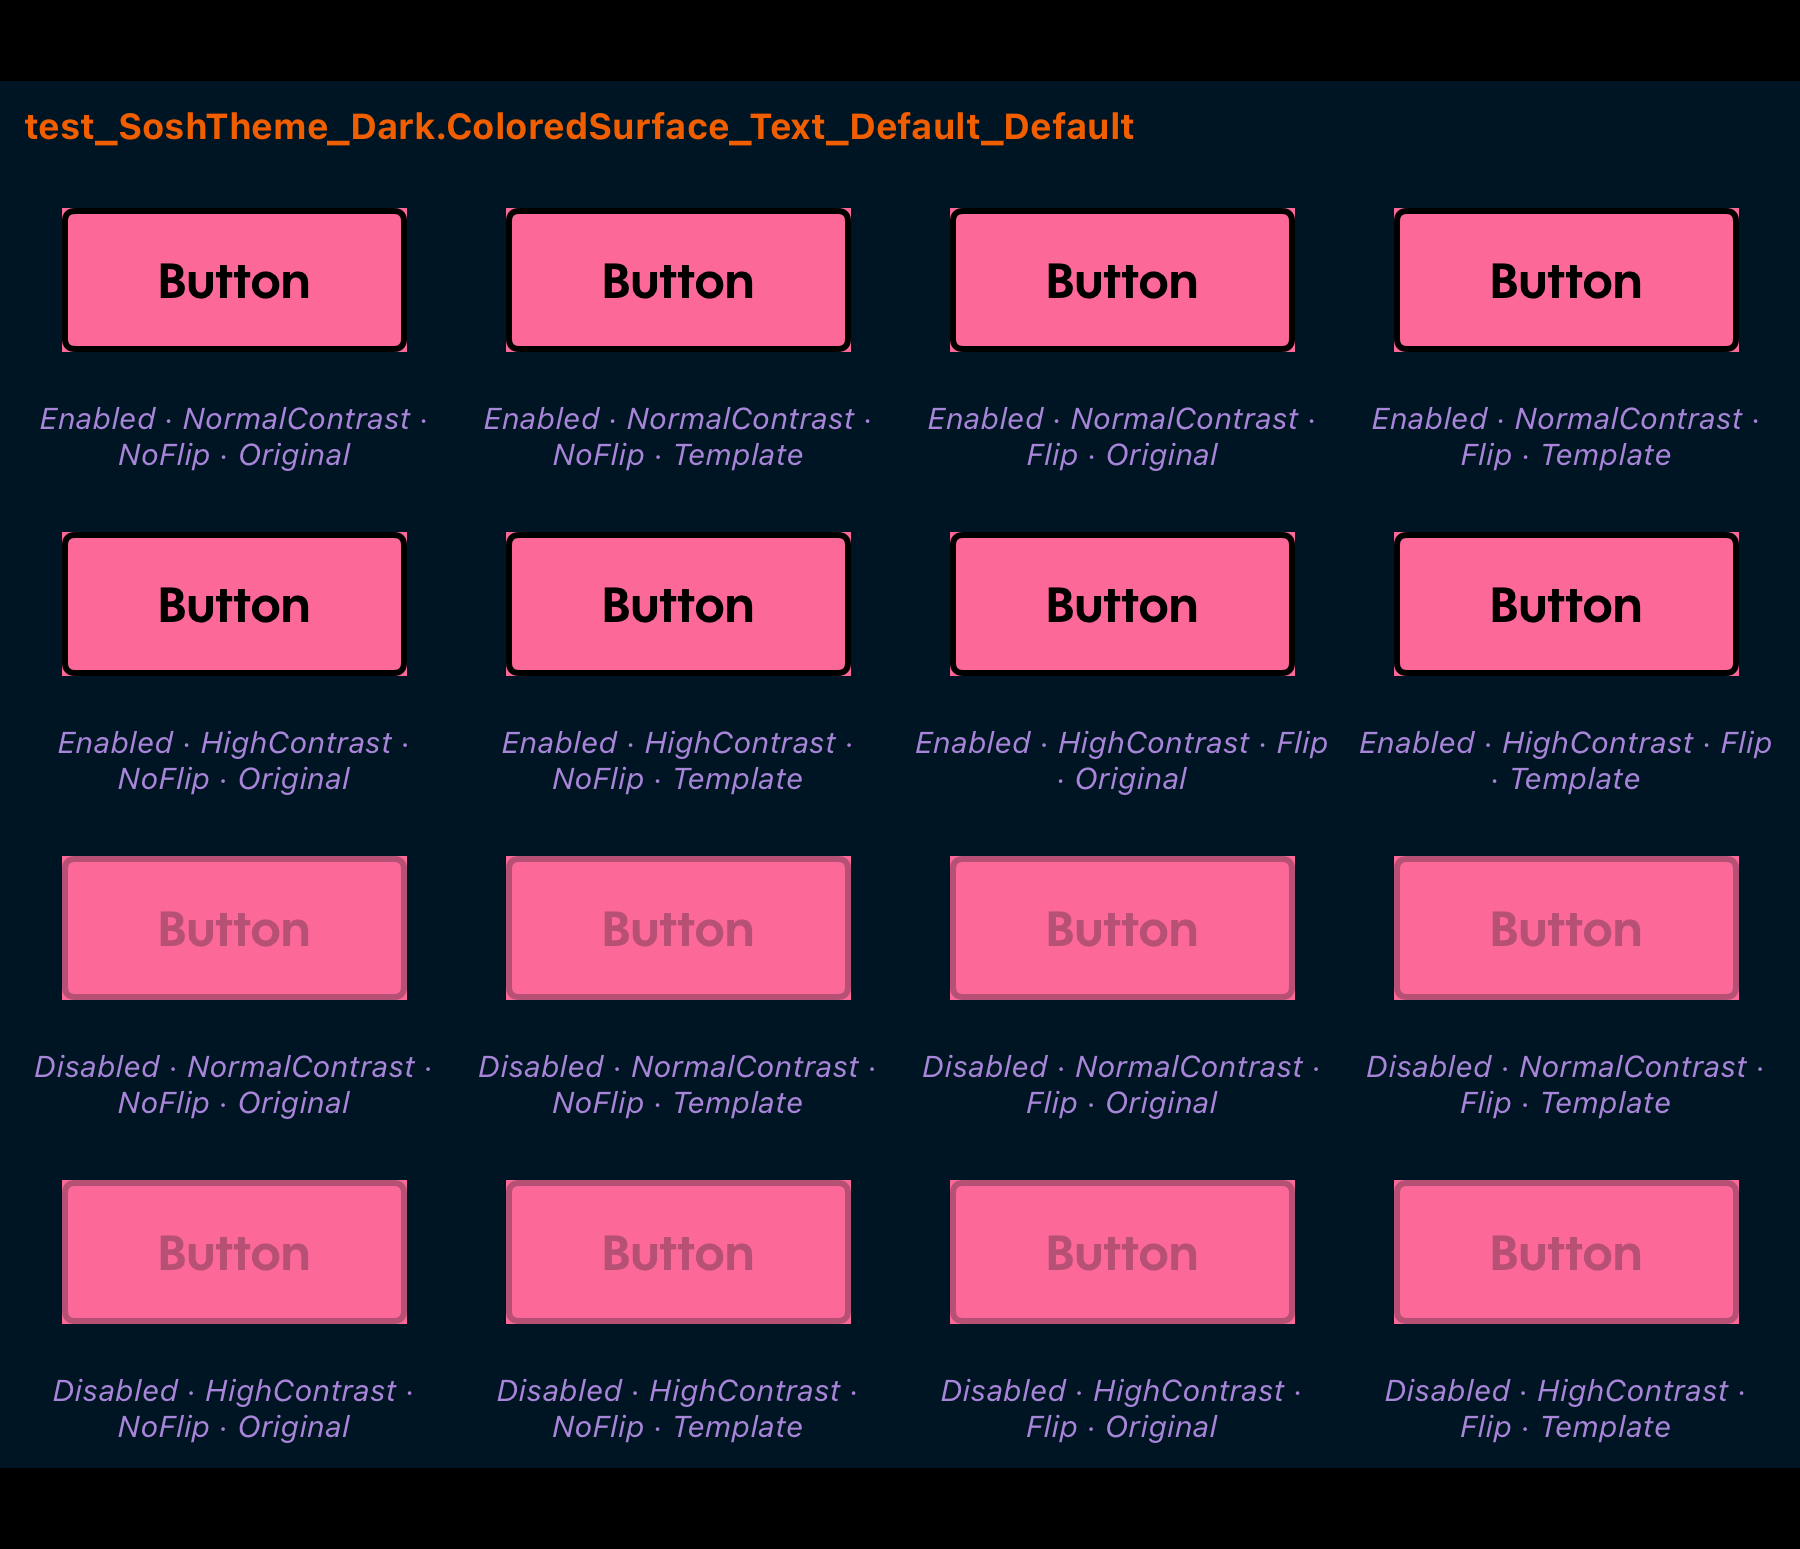 test_SoshTheme_Dark.ColoredSurface_Text_Default_Default
Button Button Button Button
Enabled · NormalContrast · Enabled · NormalContrast · Enabled · NormalContrast · Enabled · NormalContrast ·
NoFlip · Original NoFlip · Template Flip · Original Flip · Template
Button Button Button Button
Enabled · HighContrast · Enabled · HighContrast · Enabled · HighContrast · Flip Enabled · HighContrast · Flip
NoFlip · Original NoFlip · Template · Original · Template
Button Button Button Button
Disabled · NormalContrast · Disabled · NormalContrast · Disabled · NormalContrast · Disabled · NormalContrast ·
NoFlip · Original NoFlip · Template Flip · Original Flip · Template
Button Button Button Button
Disabled · HighContrast · Disabled · HighContrast · Disabled · HighContrast · Disabled · HighContrast ·
NoFlip · Original NoFlip · Template Flip · Original Flip · Template